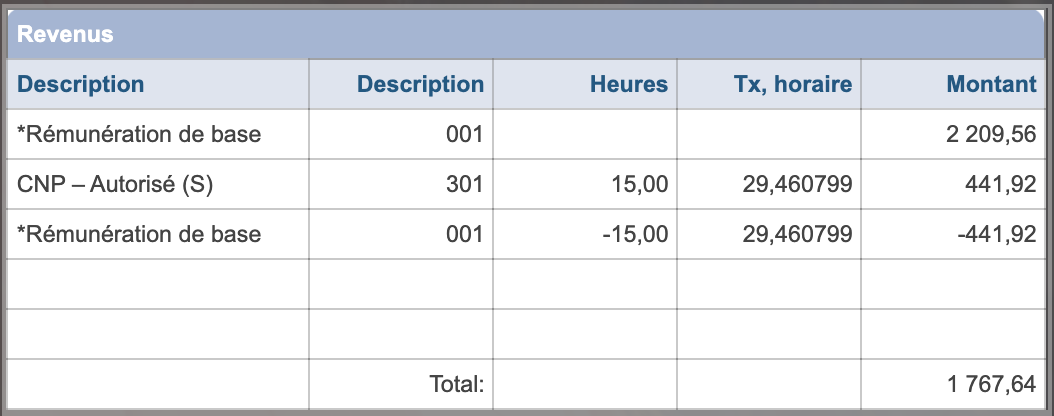 Revenus
Description Description Heures Tx, horaire Montant
*Rémunération de base 001 2 209,56
CNP – Autorisé (S) 301 15,00 29,460799 441,92
*Rémunération de base 001 -15,00 29,460799 -441,92
Total: 1 767,64